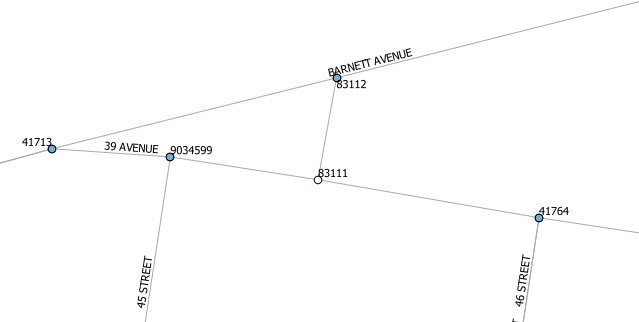 BARNETT AVENUE
83112
41713
39 AVENUE
9034599
83111
41764
45 STREET
46 STREET